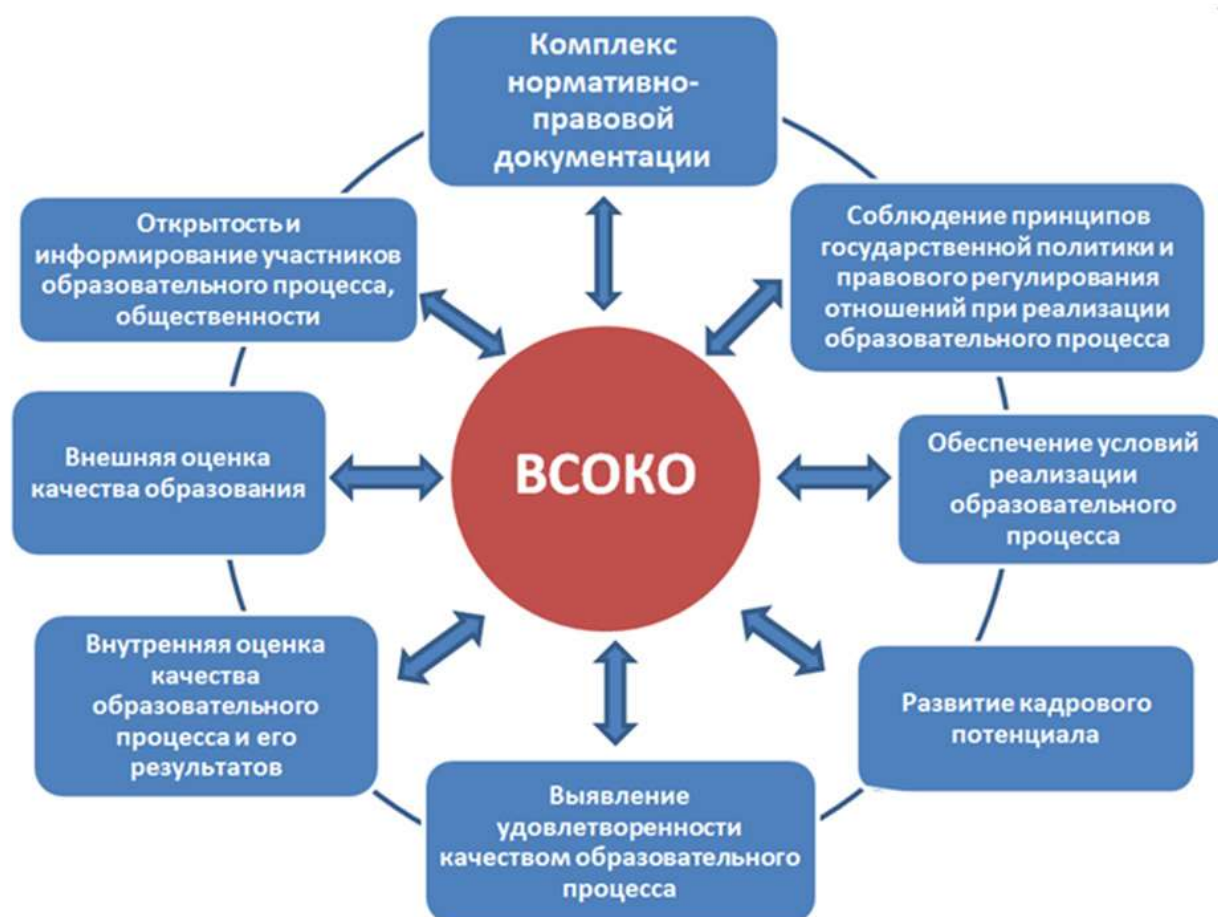 Комплекс
нормативно-
правовой
документации
Открытость и
информирование участников
образовательного процесса,
общественности
Соблюдение принципов
государственной политики и
правового регулирования
отношений при реализации
образовательного процесса
Внешняя оценка
качества образования
ВСОКО
Обеспечение условий
реализации
образовательного
процесса
Внутренняя оценка
качества
образовательного
процесса и его
результатов
Развитие кадрового
потенциала
Выявление
удовлетворенности
качеством образовательного
процесса